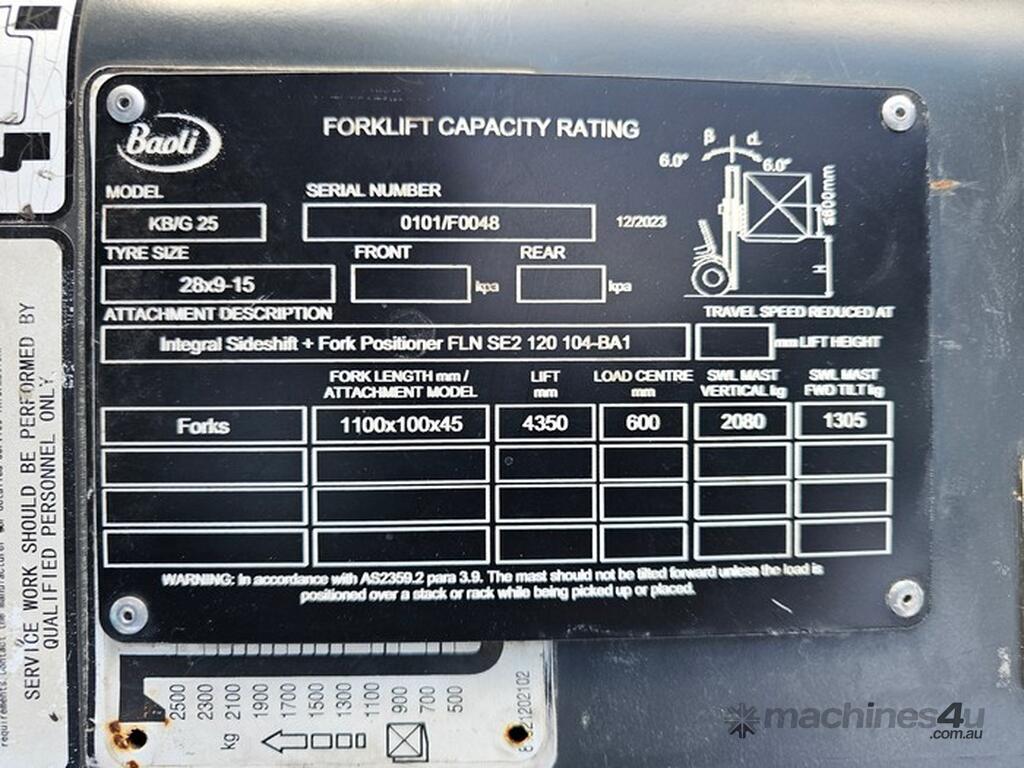 Baoli
FORKLIFT CAPACITY RATING
β d
6.0° 6.0°
≤600mm
H
MODEL SERIAL NUMBER
KB/G 25 0101/F0048 12/2023
TYRE SIZE FRONT REAR
28x9-15 kpa kpa
ATTACHMENT DESCRIPTION TRAVEL SPEED REDUCED AT
Integral Sideshift + Fork Positioner FLN SE2 120 104-BA1 mm LIFT HEIGHT
FORK LENGTH mm / LIFT LOAD CENTRE SWL MAST SWL MAST
ATTACHMENT MODEL mm mm VERTICAL kg FWD TILT kg
Forks 1100x100x45 4350 600 2080 1305
WARNING: In accordance with AS2359.2 para 3.9. The mast should not be tilted forward unless the load is
positioned over a stack or rack while being picked up or placed.
SERVICE WORK SHOULD BE PERFORMED BY
QUALIFIED PERSONNEL ONLY.
2500
2300
2100
1900
1700
1500
1300
1100
900
700
500
kg
21202102
machines4u
.com.au